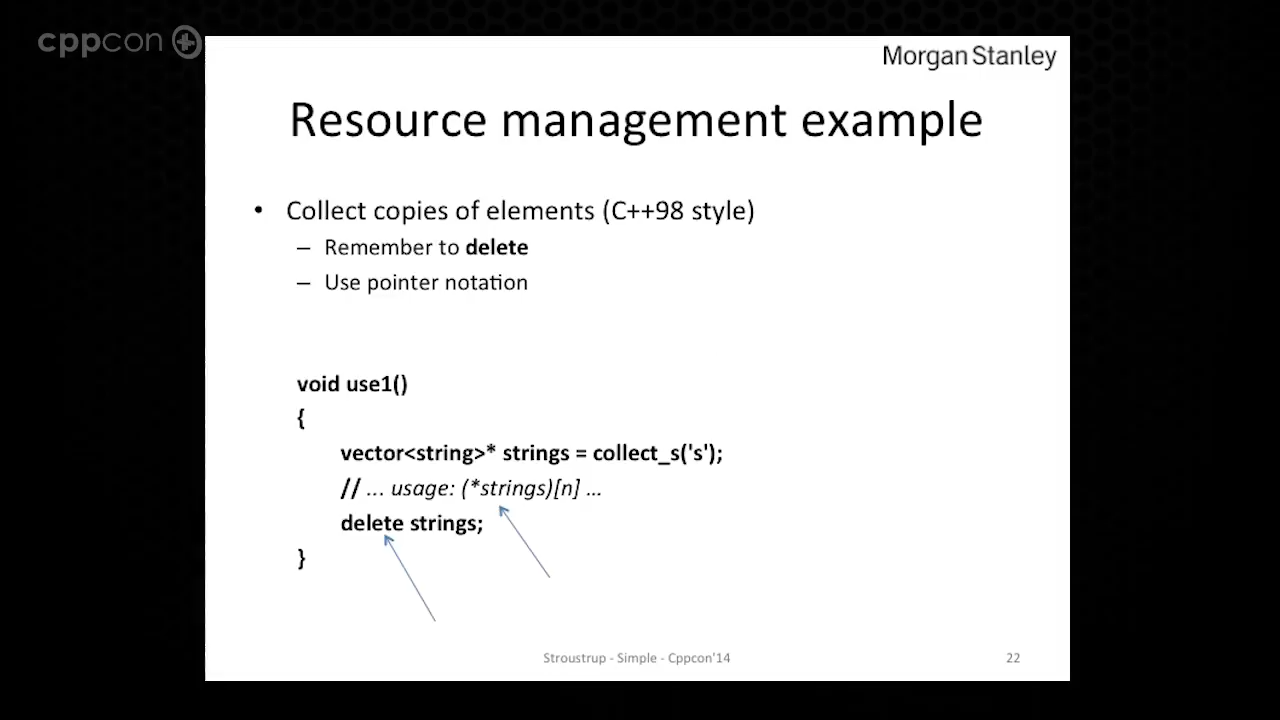 cppcon
Morgan Stanley
Resource management example
• Collect copies of elements (C++98 style)
– Remember to delete
– Use pointer notation
void use1()
{
vector<string>* strings = collect_s('s');
// ... usage: (*strings)[n] ...
delete strings;
}
Stroustrup - Simple - Cppcon'14
22